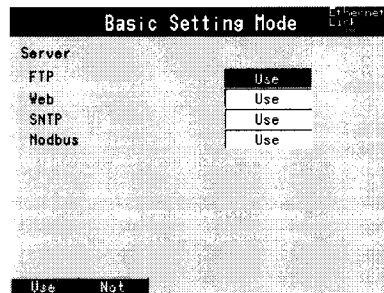 Basic Setting Mode
Ethernet
Link
Server
FTP Use
Web Use
SNTP Use
Modbus Use
Use Not